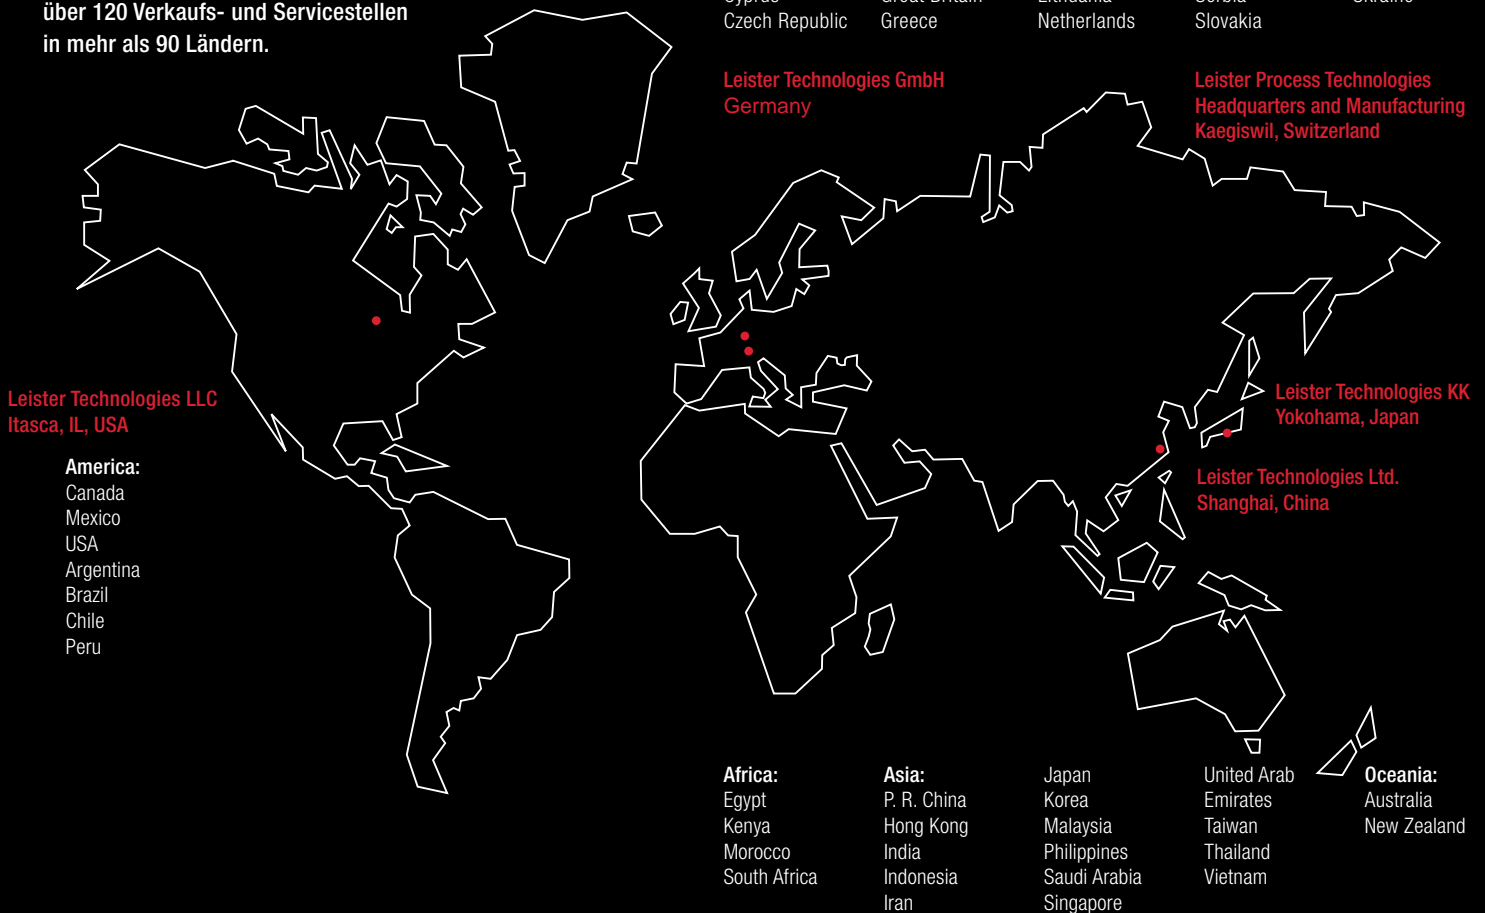 über 120 Verkaufs- und Servicestellen
in mehr als 90 Ländern.
Czech Republic
Greece
Netherlands
Slovakia
Leister Technologies GmbH
Germany
Leister Process Technologies
Headquarters and Manufacturing
Kaegiswil, Switzerland
Leister Technologies LLC
Itasca, IL, USA
Leister Technologies KK
Yokohama, Japan
Leister Technologies Ltd.
Shanghai, China
America:
Canada
Mexico
USA
Argentina
Brazil
Chile
Peru
Africa:
Egypt
Kenya
Morocco
South Africa
Asia:
P. R. China
Hong Kong
India
Indonesia
Iran
Japan
Korea
Malaysia
Philippines
Saudi Arabia
Singapore
United Arab
Emirates
Taiwan
Thailand
Vietnam
Oceania:
Australia
New Zealand